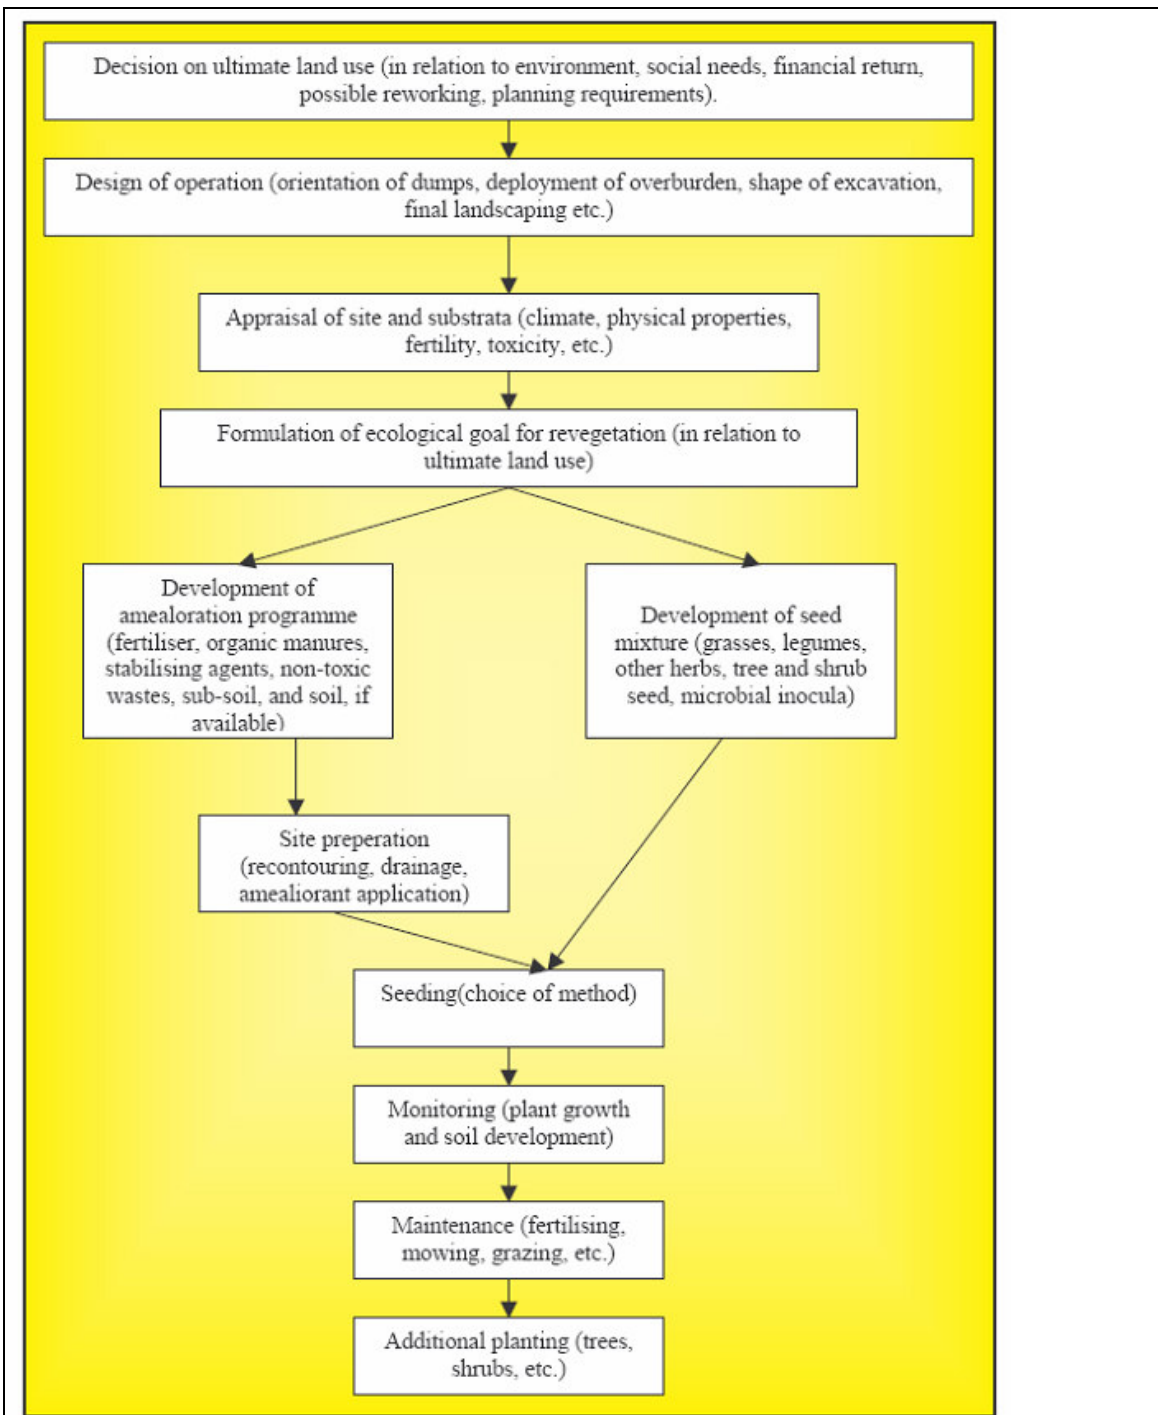 Decision on ultimate land use (in relation to environment, social needs, financial return,
possible reworking, planning requirements).
Design of operation (orientation of dumps, deployment of overburden, shape of excavation,
final landscaping etc.)
Appraisal of site and substrata (climate, physical properties,
fertility, toxicity, etc.)
Formulation of ecological goal for revegetation (in relation to
ultimate land use)
Development of
amealoration programme
(fertiliser, organic manures,
stabilising agents, non-toxic
wastes, sub-soil, and soil, if
available)
Development of seed
mixture (grasses, legumes,
other herbs, tree and shrub
seed, microbial inocula)
Site preperation
(recontouring, drainage,
amealiorant application)
Seeding(choice of method)
Monitoring (plant growth
and soil development)
Maintenance (fertilising,
mowing, grazing, etc.)
Additional planting (trees,
shrubs, etc.)